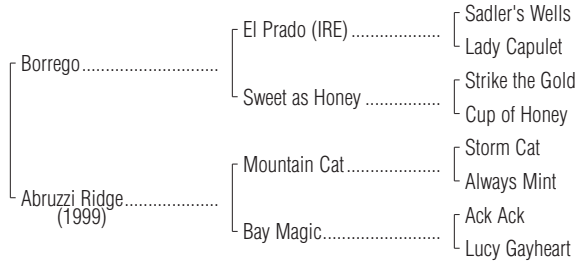 Sadler's Wells
El Prado (IRE) ....................
Lady Capulet
Borrego ...............................
Strike the Gold
Sweet as Honey .................
Cup of Honey
Storm Cat
Mountain Cat.....................
Always Mint
Abruzzi Ridge.....................
(1999)
Ack Ack
Bay Magic..........................
Lucy Gayheart